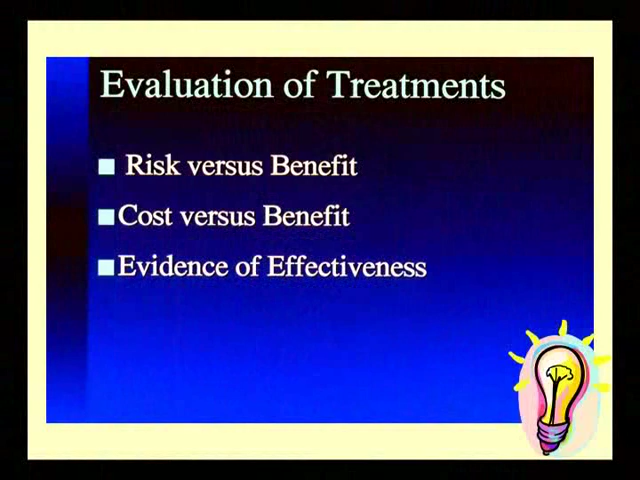 Evaluation of Treatments
Risk versus Benefit
Cost versus Benefit
Evidence of Effectiveness